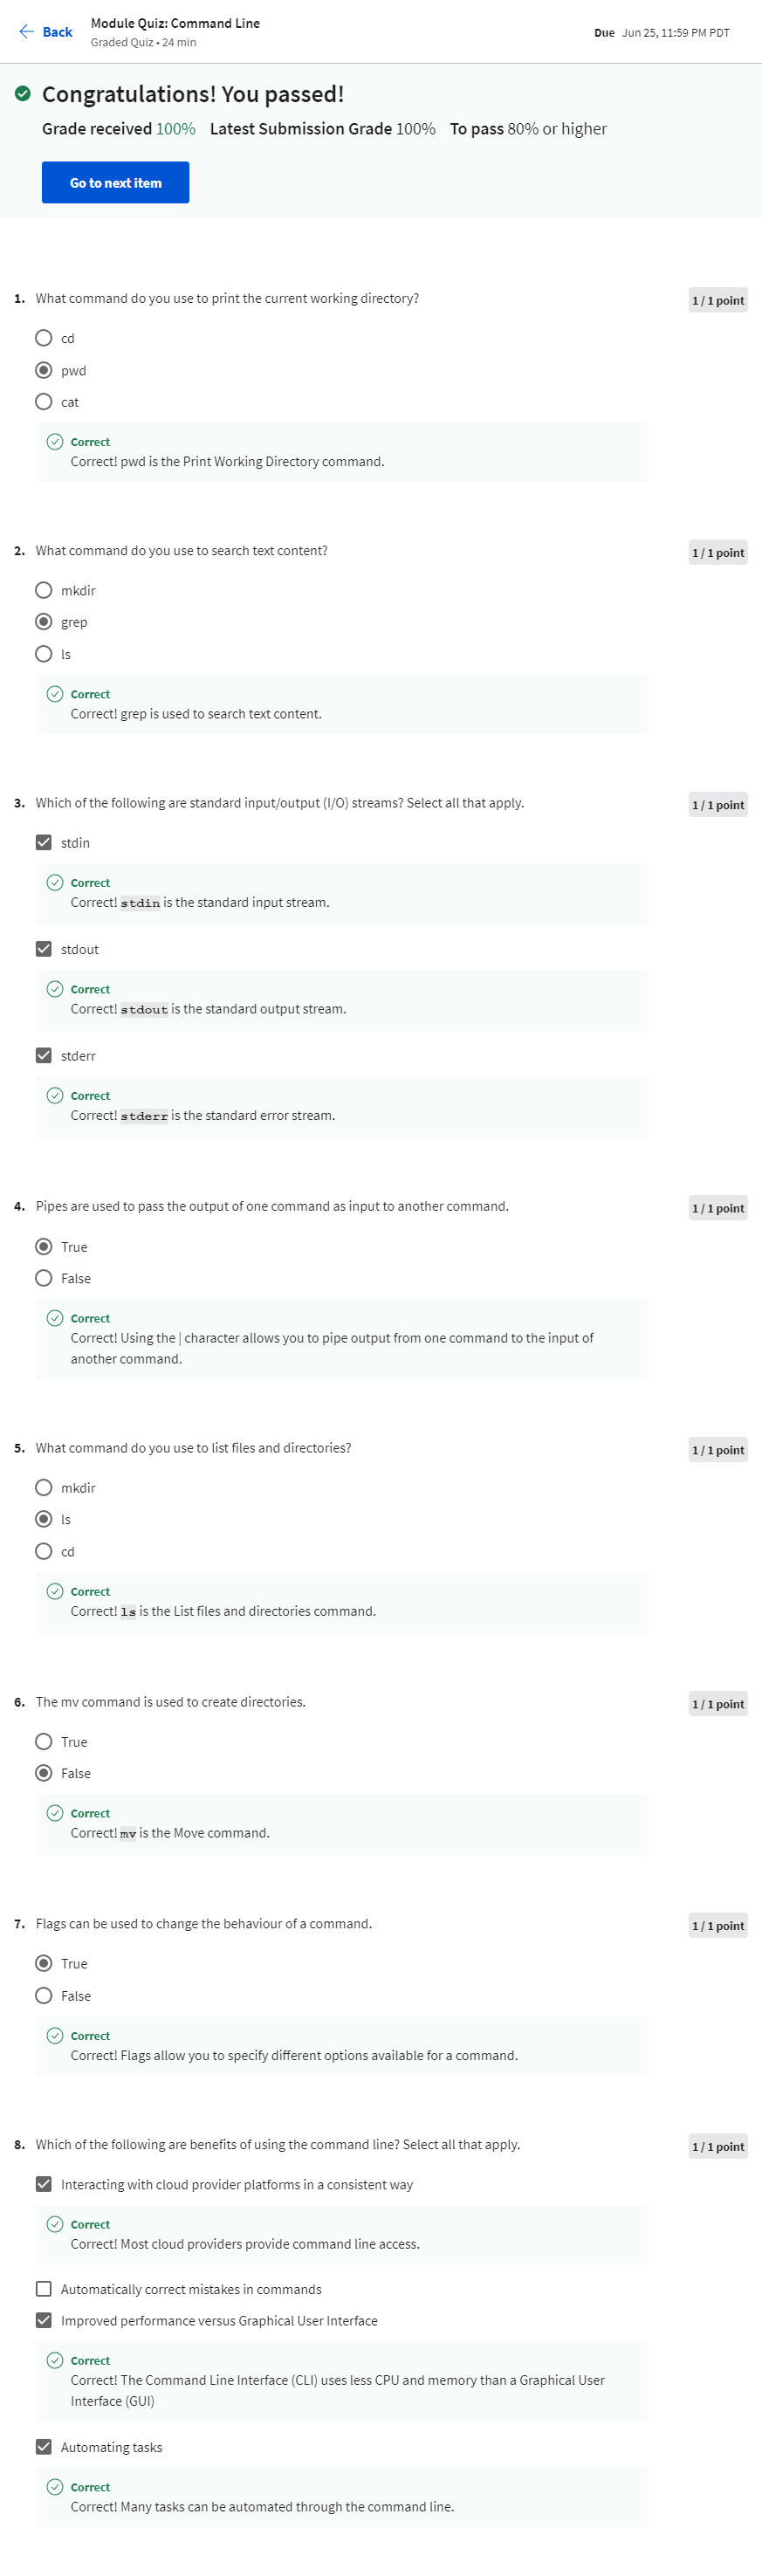 Back
Module Quiz: Command Line
Graded Quiz • 24 min
Due Jun 25, 11:59 PM PDT
Congratulations! You passed!
Grade received 100% Latest Submission Grade 100% To pass 80% or higher
Go to next item
1. What command do you use to print the current working directory?
1 / 1 point
cd
pwd
cat
Correct
Correct! pwd is the Print Working Directory command.
2. What command do you use to search text content?
1 / 1 point
mkdir
grep
ls
Correct
Correct! grep is used to search text content.
3. Which of the following are standard input/output (I/O) streams? Select all that apply.
1 / 1 point
stdin
Correct
Correct! stdin is the standard input stream.
stdout
Correct
Correct! stdout is the standard output stream.
stderr
Correct
Correct! stderr is the standard error stream.
4. Pipes are used to pass the output of one command as input to another command.
1 / 1 point
True
False
Correct
Correct! Using the | character allows you to pipe output from one command to the input of
another command.
5. What command do you use to list files and directories?
1 / 1 point
mkdir
ls
cd
Correct
Correct! ls is the List files and directories command.
6. The mv command is used to create directories.
1 / 1 point
True
False
Correct
Correct! mv is the Move command.
7. Flags can be used to change the behaviour of a command.
1 / 1 point
True
False
Correct
Correct! Flags allow you to specify different options available for a command.
8. Which of the following are benefits of using the command line? Select all that apply.
1 / 1 point
Interacting with cloud provider platforms in a consistent way
Correct
Correct! Most cloud providers provide command line access.
Automatically correct mistakes in commands
Improved performance versus Graphical User Interface
Correct
Correct! The Command Line Interface (CLI) uses less CPU and memory than a Graphical User
Interface (GUI)
Automating tasks
Correct
Correct! Many tasks can be automated through the command line.